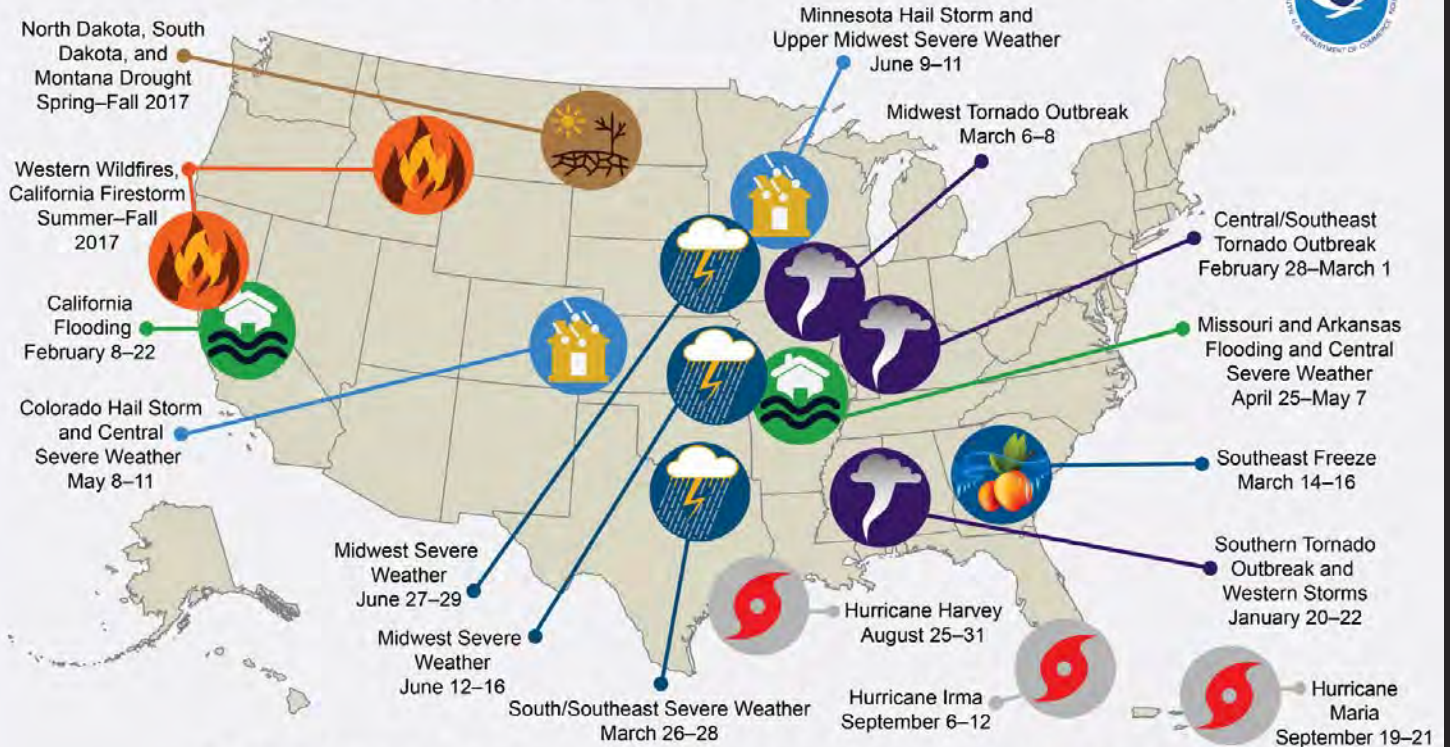 North Dakota, South
Dakota, and
Montana Drought
Spring–Fall 2017
Minnesota Hail Storm and
Upper Midwest Severe Weather
June 9–11
U.S. DEPARTMENT OF COMMERCE
Midwest Tornado Outbreak
March 6–8
Western Wildfires,
California Firestorm
Summer–Fall
2017
Central/Southeast
Tornado Outbreak
February 28–March 1
California
Flooding
February 8–22
Missouri and Arkansas
Flooding and Central
Severe Weather
April 25–May 7
Colorado Hail Storm
and Central
Severe Weather
May 8–11
Southeast Freeze
March 14–16
Midwest Severe
Weather
June 27–29
Southern Tornado
Outbreak and
Western Storms
January 20–22
Hurricane Harvey
August 25–31
Midwest Severe
Weather
June 12–16
South/Southeast Severe Weather
March 26–28
Hurricane Irma
September 6–12
Hurricane
Maria
September 19–21